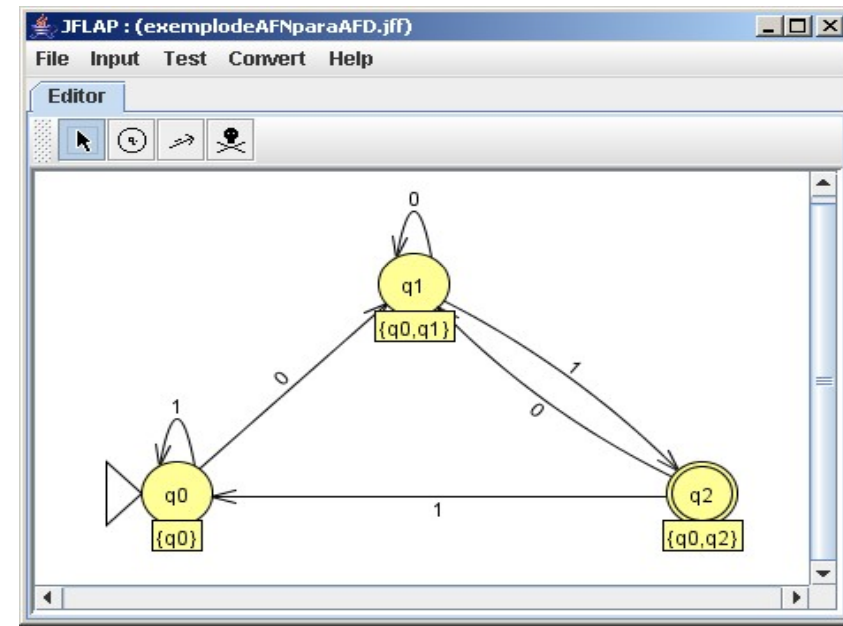 JFLAP : (exemplodeAFNparaAFD.jff)
File Input Test Convert Help
Editor
q
0
q1
{q0,q1}
0
1
0
1
q0
{q0}
1
q2
{q0,q2}